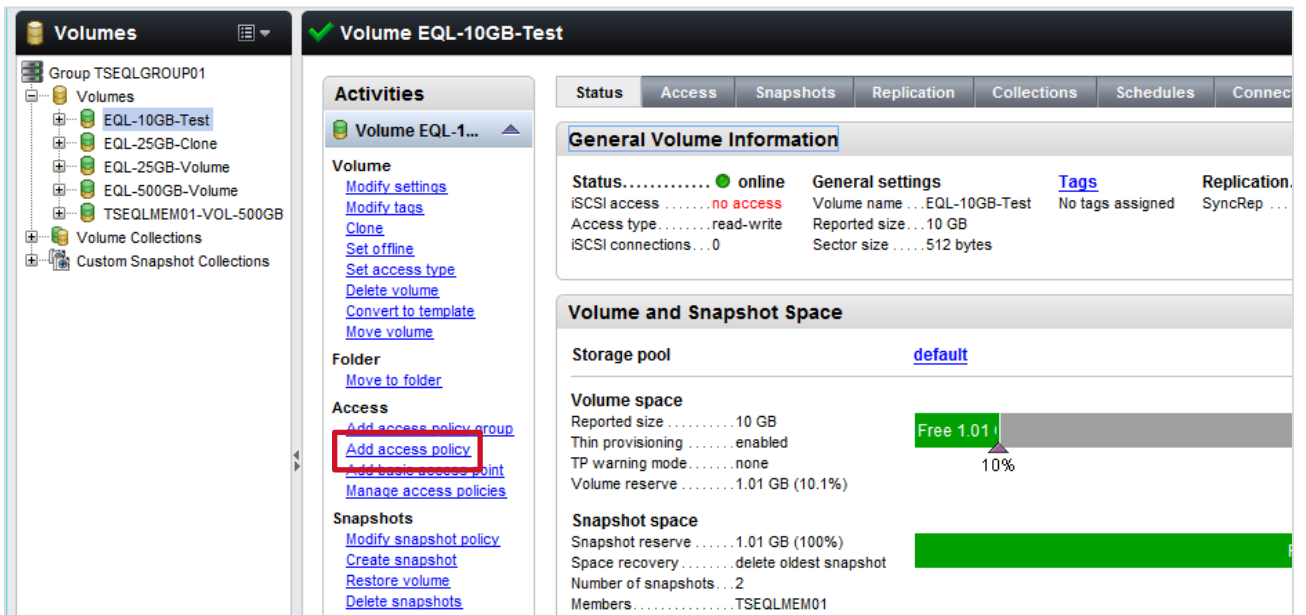 Volumes
Group TSEQLGROUP01
Volumes
EQL-10GB-Test
EQL-25GB-Clone
EQL-25GB-Volume
EQL-500GB-Volume
TSEQLMEM01-VOL-500GB
Volume Collections
Custom Snapshot Collections
Volume EQL-10GB-Test
Activities
Volume EQL-1...
Volume
Modify settings
Modify tags
Clone
Set offline
Set access type
Delete volume
Convert to template
Move volume
Folder
Move to folder
Access
Add access policy group
Add access policy
Add basic access point
Manage access policies
Snapshots
Modify snapshot policy
Create snapshot
Restore volume
Delete snapshots
Status Access Snapshots Replication Collections Schedules Connec
General Volume Information
Status............. online
iSCSI access .......no access
Access type........read-write
iSCSI connections...0
General settings
Volume name ...EQL-10GB-Test
Reported size...10 GB
Sector size .....512 bytes
Tags
No tags assigned
Replication.
SyncRep ...
Volume and Snapshot Space
Storage pool default
Volume space
Reported size ..........10 GB
Thin provisioning .......enabled
TP warning mode.......none
Volume reserve ........1.01 GB (10.1%)
Free 1.01
10%
Snapshot space
Snapshot reserve ......1.01 GB (100%)
Space recovery........delete oldest snapshot
Number of snapshots...2
Members...............TSEQLMEM01